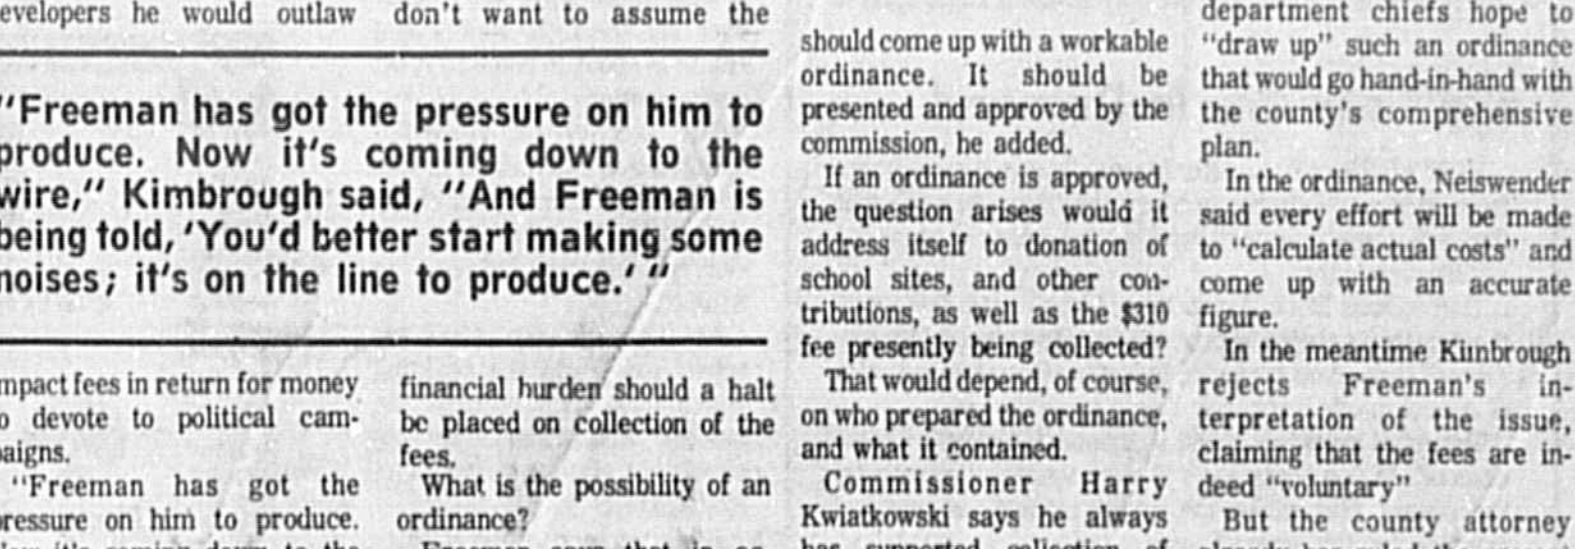 evelopers he would outlaw
"Freeman has got the pressure on him to
produce. Now it's coming down to the
wire," Kimbrough said, "And Freeman is
being told, 'You'd better start making some
noises; it's on the line to produce.' "
mpact fees in return for money
o devote to political cam-
aigns.
"Freeman has got the
ressure on him to produce.
don't want to assume the
financial burden should a halt
be placed on collection of the
fees.
What is the possibility of an
ordinance?
should come up with a workable
ordinance. It should be
presented and approved by the
commission, he added.
If an ordinance is approved,
the question arises would it
address itself to donation of
school sites, and other con-
tributions, as well as the $310
fee presently being collected?
That would depend, of course,
on who prepared the ordinance,
and what it contained.
Commissioner Harry
Kwiatkowski says he always
has supported collection of
department chiefs hope to
"draw up" such an ordinance
that would go hand-in-hand with
the county's comprehensive
plan.
In the ordinance, Neiswender
said every effort will be made
to "calculate actual costs" and
come up with an accurate
figure.
In the meantime Kimbrough
rejects Freeman's in-
terpretation of the issue,
claiming that the fees are in-
deed "voluntary"
But the county attorney